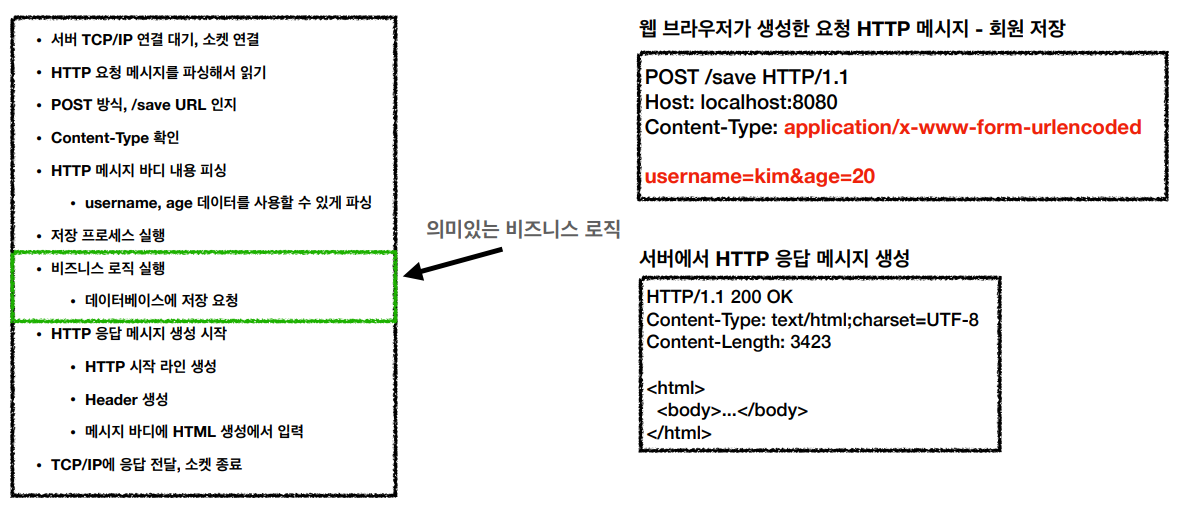 • 서버 TCP/IP 연결 대기, 소켓 연결
• HTTP 요청 메시지를 파싱해서 읽기
• POST 방식, /save URL 인지
• Content-Type 확인
• HTTP 메시지 바디 내용 피싱
• username, age 데이터를 사용할 수 있게 파싱
• 저장 프로세스 실행
• 비즈니스 로직 실행
• 데이터베이스에 저장 요청
• HTTP 응답 메시지 생성 시작
• HTTP 시작 라인 생성
• Header 생성
• 메시지 바디에 HTML 생성에서 입력
• TCP/IP에 응답 전달, 소켓 종료
의미있는 비즈니스 로직
웹 브라우저가 생성한 요청 HTTP 메시지 - 회원 저장
POST /save HTTP/1.1
Host: localhost:8080
Content-Type: application/x-www-form-urlencoded
username=kim&age=20
서버에서 HTTP 응답 메시지 생성
HTTP/1.1 200 OK
Content-Type: text/html;charset=UTF-8
Content-Length: 3423
<html>
<body>...</body>
</html>